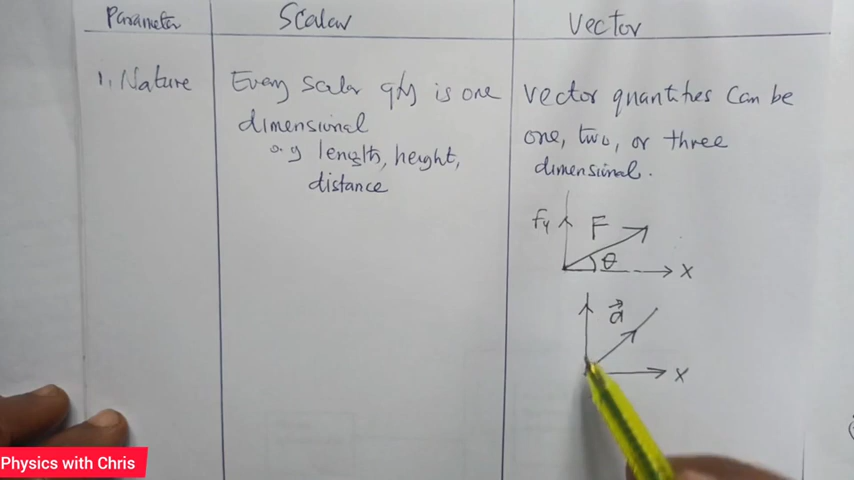 Parameter Scalar Vector
1, Nature
Every Scalar qty is one
dimensional
e.g length, height,
distance
Vector quantities Can be
one, two, or three
dimensional.
Fy F
θ X
a
X
Physics with Chris